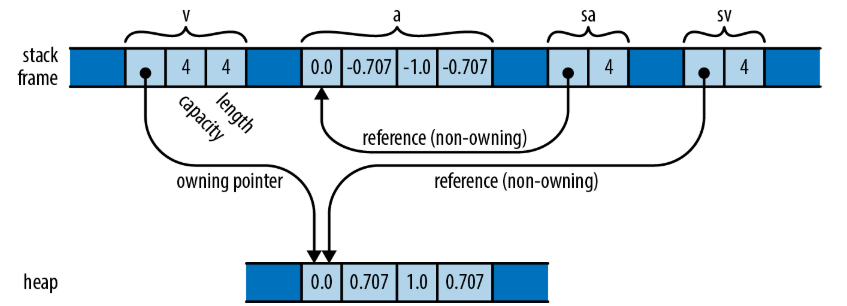 v a sa sv
stack frame
4 4 0.0 -0.707 -1.0 -0.707 4 4
capacity
length
reference (non-owning)
owning pointer
reference (non-owning)
heap
0.0 0.707 1.0 0.707